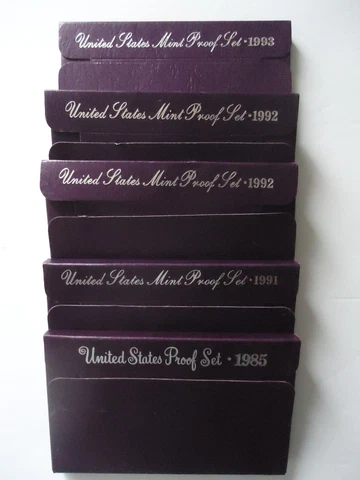 United States Mint Proof Set • 1993
United States Mint Proof Set • 1992
United States Mint Proof Set • 1992
United States Mint Proof Set • 1991
United States Proof Set • 1985